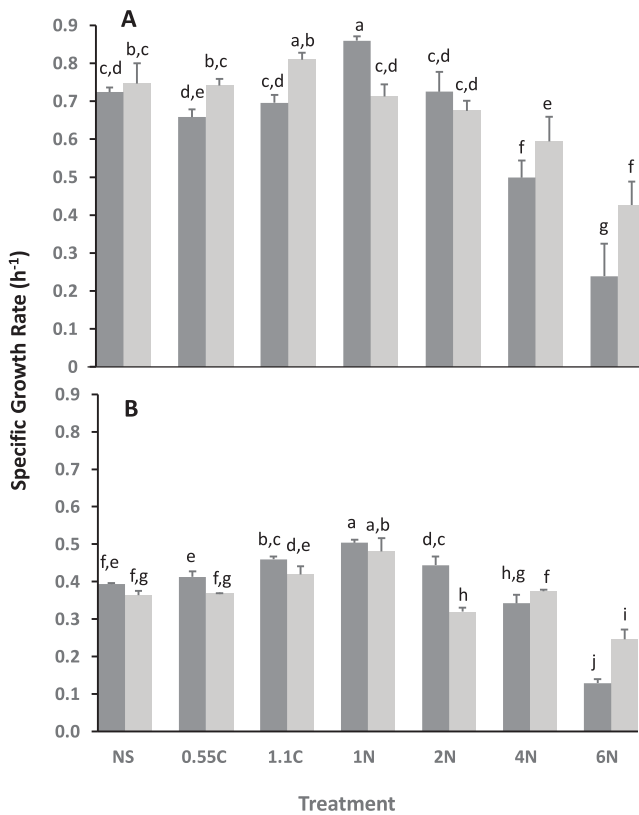 A
0.9
0.8
0.7
0.6
0.5
0.4
0.3
0.2
0.1
0
c,d b,c d,e b,c c,d a,b a c,d c,d c,d f e g f
Specific Growth Rate (h-1)
B
0.9
0.8
0.7
0.6
0.5
0.4
0.3
0.2
0.1
0.0
f,e f,g e f,g b,c d,e a a,b d,c h h,g f j i
NS 0.55C 1.1C 1N 2N 4N 6N
Treatment